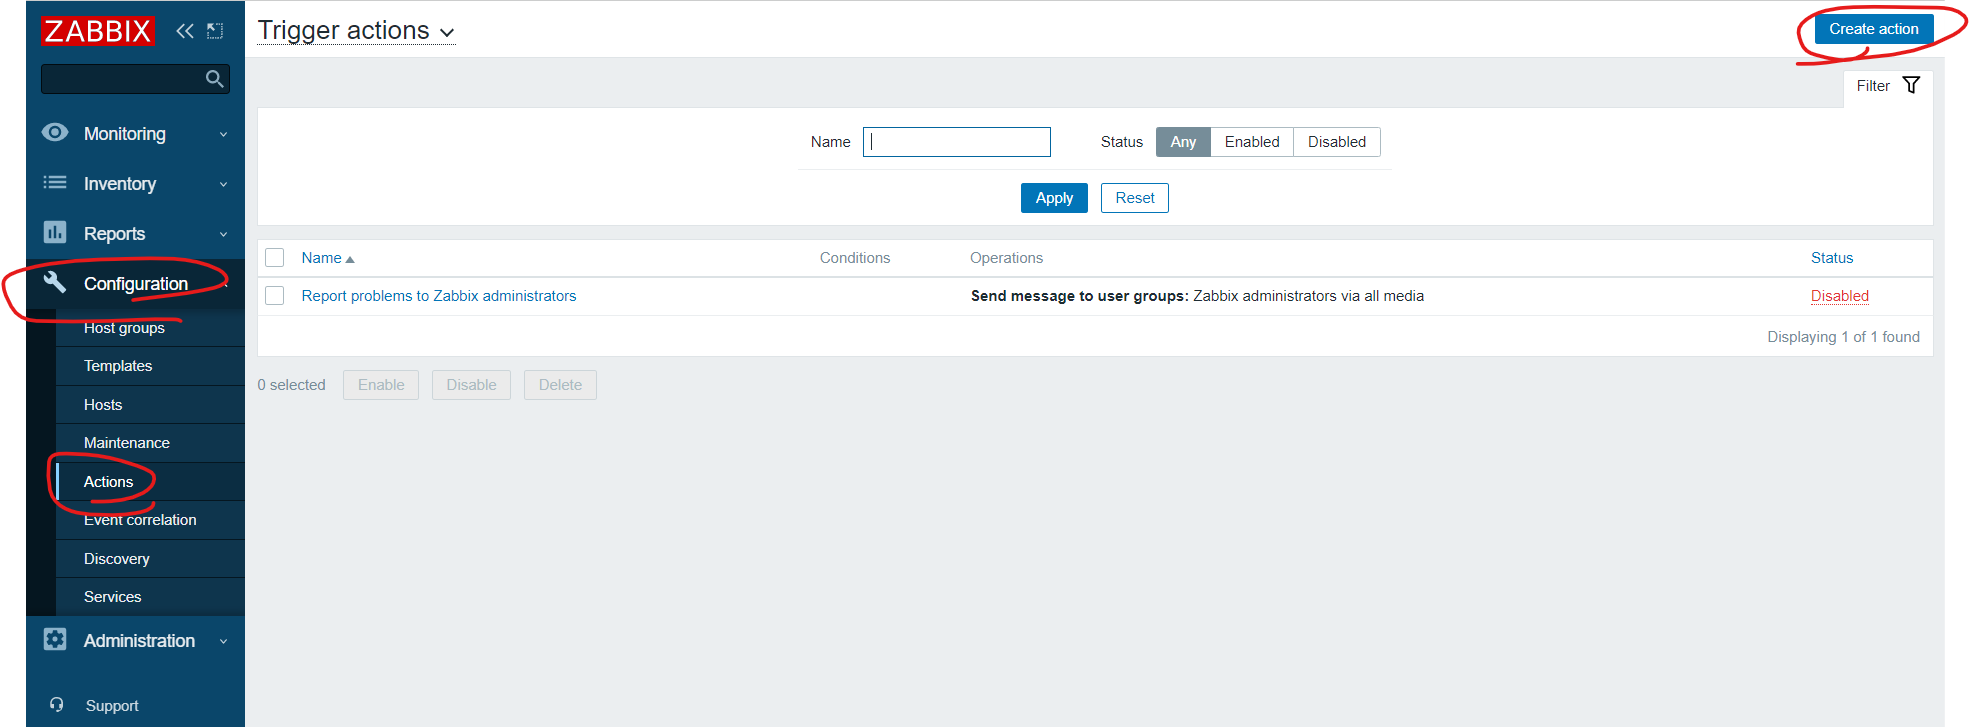 ZABBIX
Trigger actions
Create action
Filter
Monitoring
Inventory
Reports
Configuration
Host groups
Templates
Hosts
Maintenance
Actions
Event correlation
Discovery
Services
Administration
Support
Name
Status Any Enabled Disabled
Apply Reset
Name Conditions Operations Status
Report problems to Zabbix administrators Send message to user groups: Zabbix administrators via all media Disabled
Displaying 1 of 1 found
0 selected Enable Disable Delete